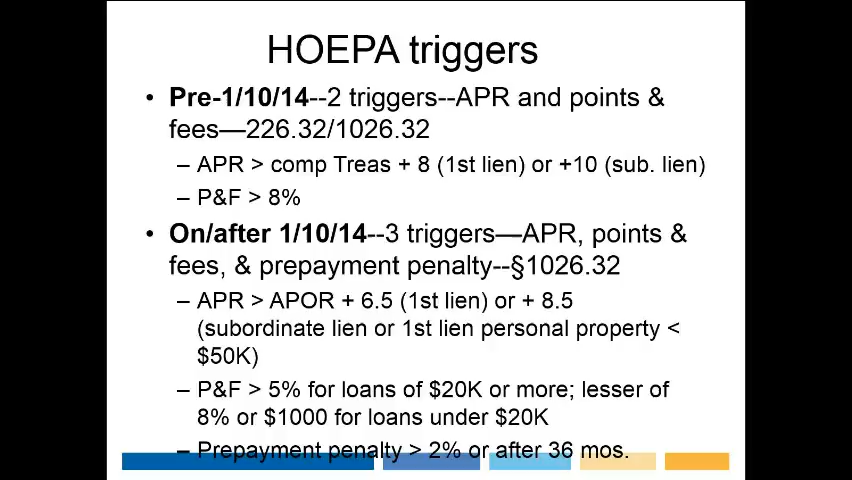 HOEPA triggers
• Pre-1/10/14--2 triggers--APR and points &
fees—226.32/1026.32
– APR > comp Treas + 8 (1st lien) or +10 (sub. lien)
– P&F > 8%
• On/after 1/10/14--3 triggers—APR, points &
fees, & prepayment penalty--§1026.32
– APR > APOR + 6.5 (1st lien) or + 8.5
(subordinate lien or 1st lien personal property <
$50K)
– P&F > 5% for loans of $20K or more; lesser of
8% or $1000 for loans under $20K
– Prepayment penalty > 2% or after 36 mos.